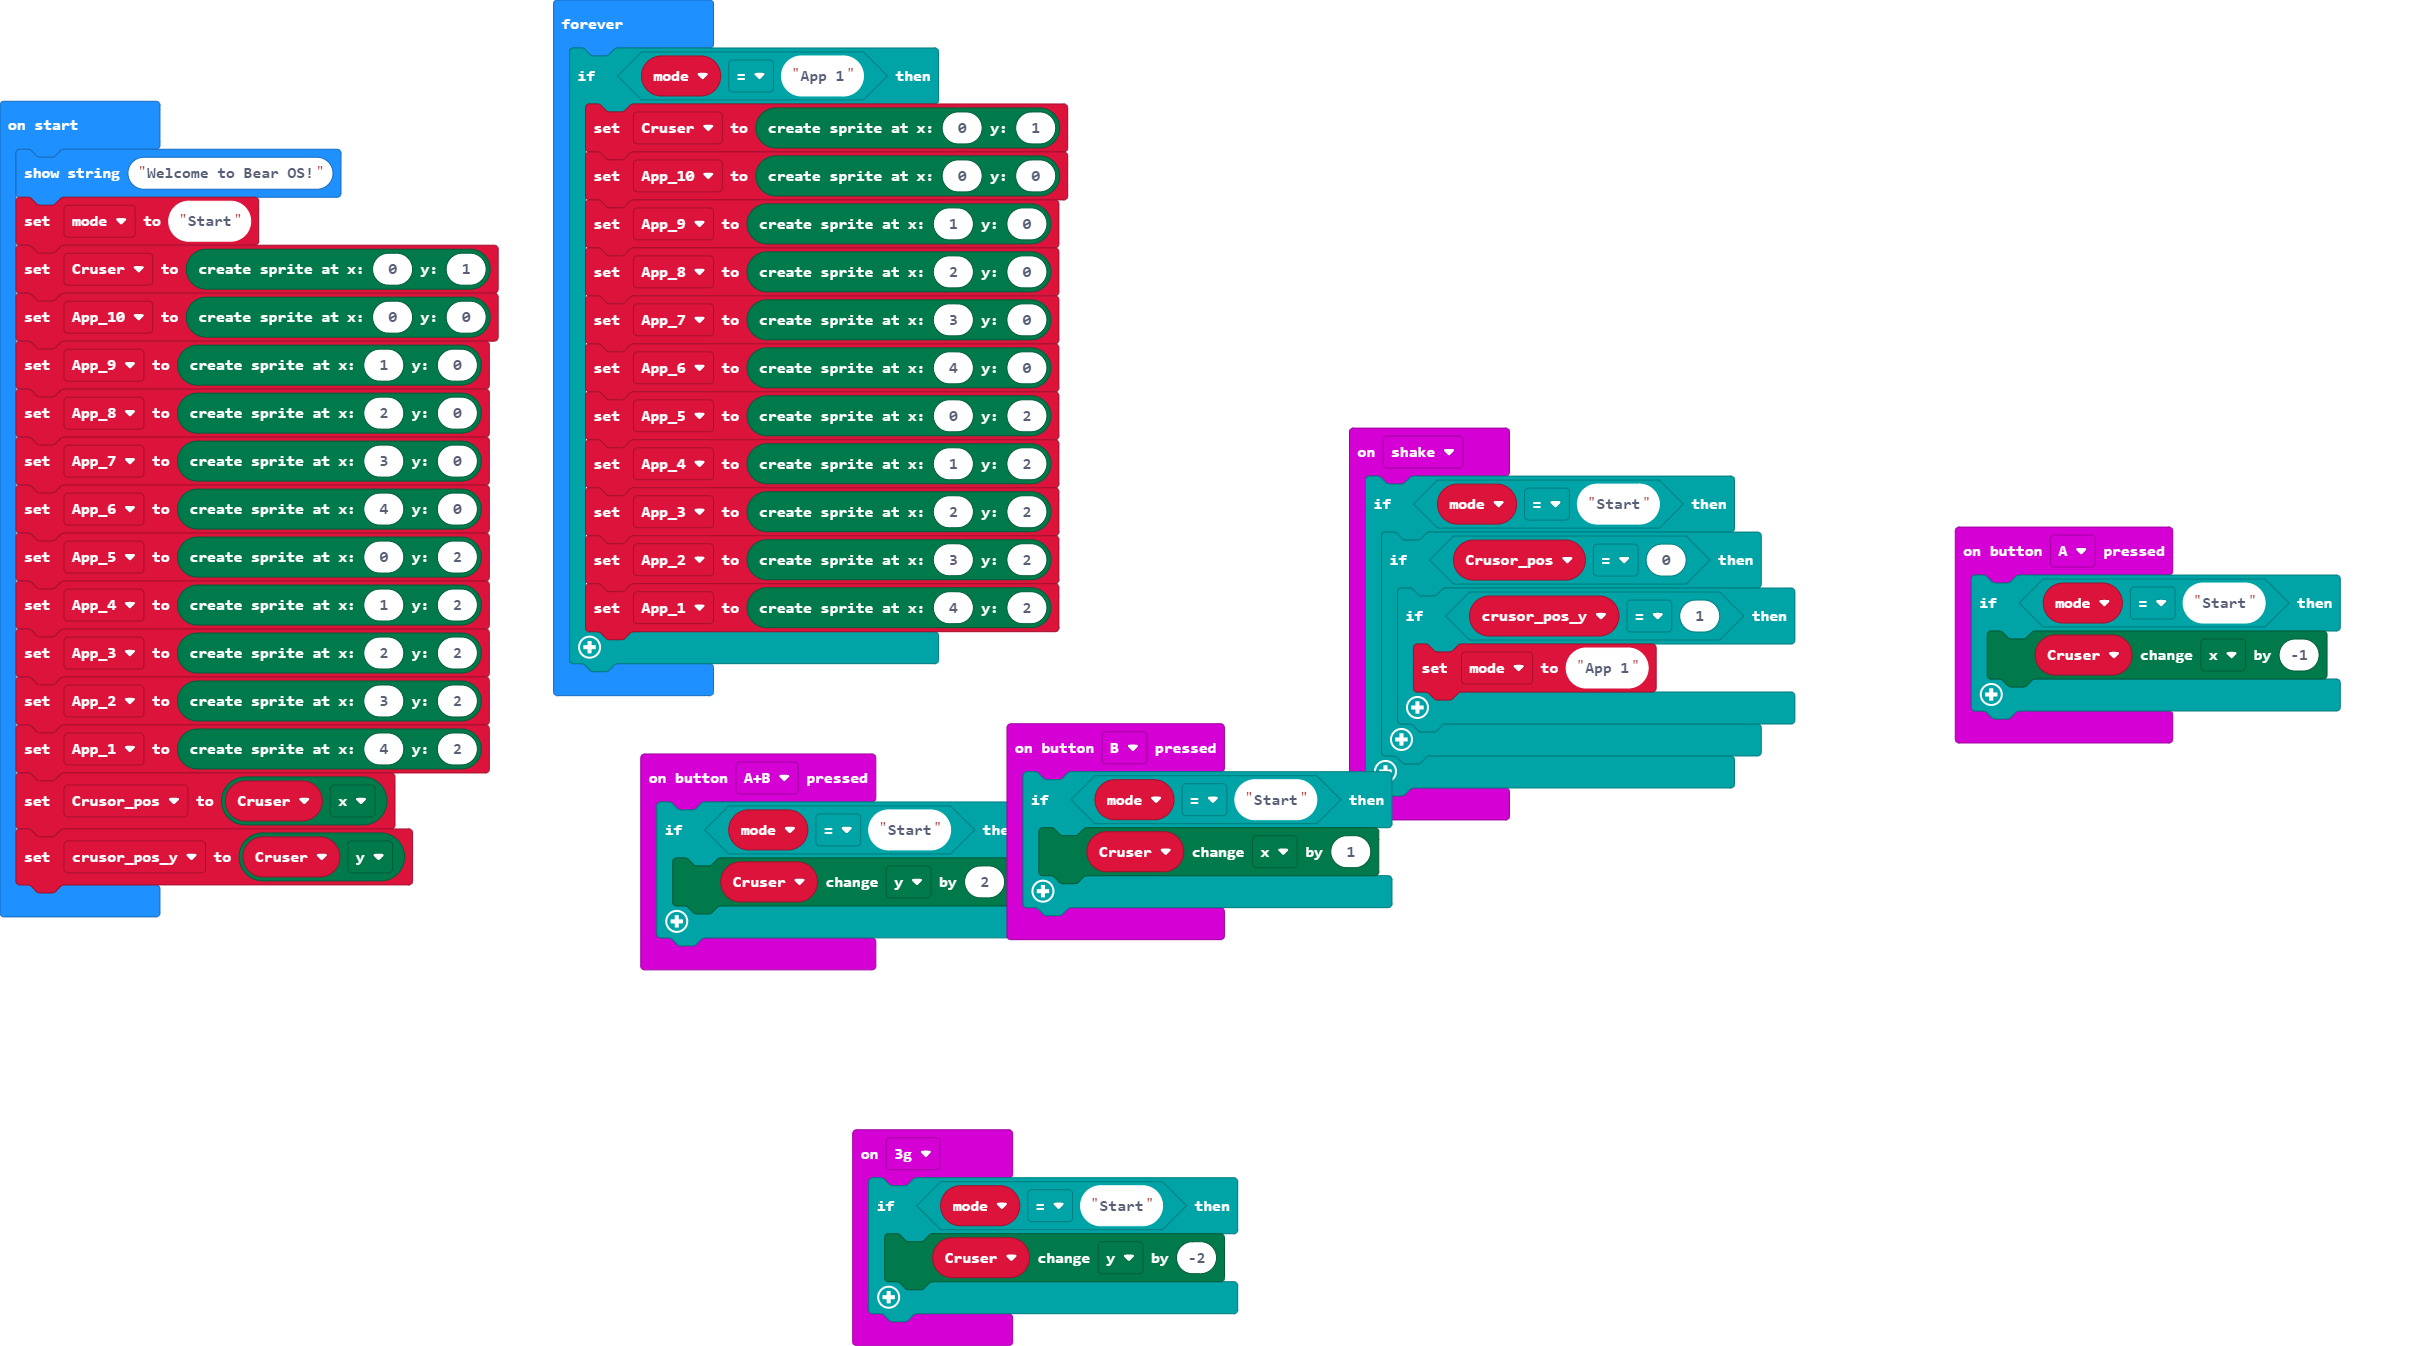 on start
show string "Welcome to Bear OS!"
set mode to "Start"
set Cruser to create sprite at x: 0 y: 1
set App_10 to create sprite at x: 0 y: 0
set App_9 to create sprite at x: 1 y: 0
set App_8 to create sprite at x: 2 y: 0
set App_7 to create sprite at x: 3 y: 0
set App_6 to create sprite at x: 4 y: 0
set App_5 to create sprite at x: 0 y: 2
set App_4 to create sprite at x: 1 y: 2
set App_3 to create sprite at x: 2 y: 2
set App_2 to create sprite at x: 3 y: 2
set App_1 to create sprite at x: 4 y: 2
set Crusor_pos to Cruser x
set crusor_pos_y to Cruser y
forever
if mode = "App 1" then
set Cruser to create sprite at x: 0 y: 1
set App_10 to create sprite at x: 0 y: 0
set App_9 to create sprite at x: 1 y: 0
set App_8 to create sprite at x: 2 y: 0
set App_7 to create sprite at x: 3 y: 0
set App_6 to create sprite at x: 4 y: 0
set App_5 to create sprite at x: 0 y: 2
set App_4 to create sprite at x: 1 y: 2
set App_3 to create sprite at x: 2 y: 2
set App_2 to create sprite at x: 3 y: 2
set App_1 to create sprite at x: 4 y: 2
on button A+B pressed
if mode = "Start" the
Cruser change y by 2
on button B pressed
if mode = "Start" then
Cruser change x by 1
on shake
if mode = "Start" then
if Crusor_pos = 0 then
if crusor_pos_y = 1 then
set mode to "App 1"
on button A pressed
if mode = "Start" then
Cruser change x by -1
on 3g
if mode = "Start" then
Cruser change y by -2